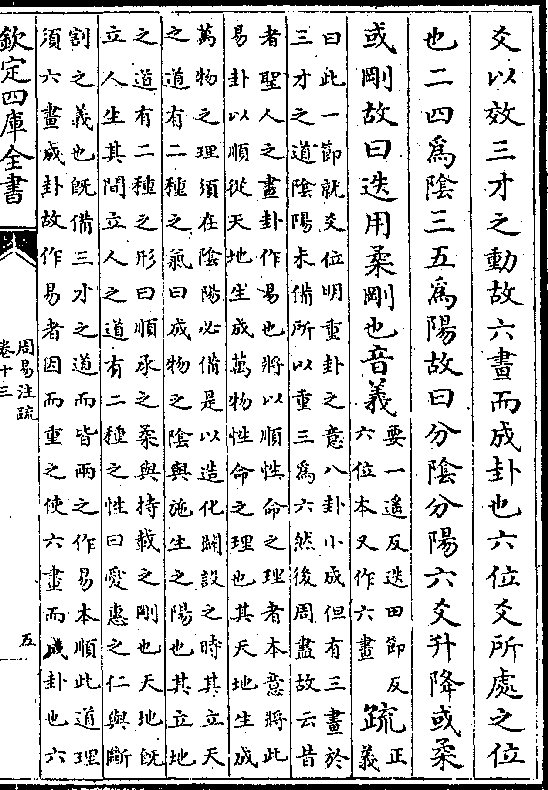 爻以效三才之動故六畫而成卦也六位爻所處之位
也二四爲陰三五爲陽故曰分陰分陽六爻升降或柔
或剛故曰迭用柔剛也音義
要一遥反迭田節反
六位本又作六畫
疏
正
義
曰此一節就爻位明重卦之意八卦小成但有三畫於
三才之道陰陽未備所以重三爲六然後周盡故云昔
者聖人之畫卦作易也將以順性命之理者本意將此
易卦以順從天地生成萬物性命之理也其天地生成
萬物之理須在陰陽必備是以造化闢設之時其立天
之道有二種之氣曰成物之陰與施生之陽也其立地
之道有二種之形曰順承之柔與持載之剛也天地既
立人生其間立人之道有二種之性曰愛惠之仁與斷
割之義也既備三才之道而皆兩之作易本順此道理
須六畫成卦故作易者因而重之使六畫而成卦也六
欽定四庫全書
周易注疏
卷十三
五